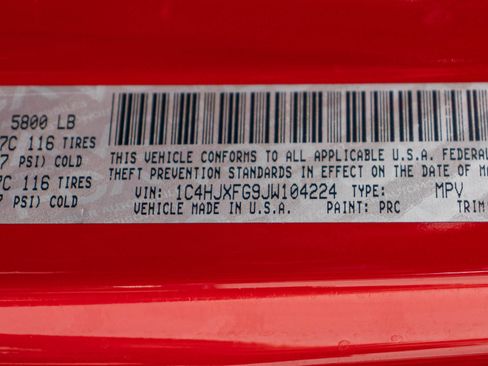 5800 LB
7C 116 TIRES
7 PSI) COLD
7C 116 TIRES
PSI) COLD
THIS VEHICLE CONFORMS TO ALL APPLICABLE U.S.A. FEDERAL
THEFT PREVENTION STANDARDS IN EFFECT ON THE DATE OF MA
VIN: 1C4HJXFG9JW104224 TYPE: MPV
VEHICLE MADE IN U.S.A. PAINT: PRC TRIM